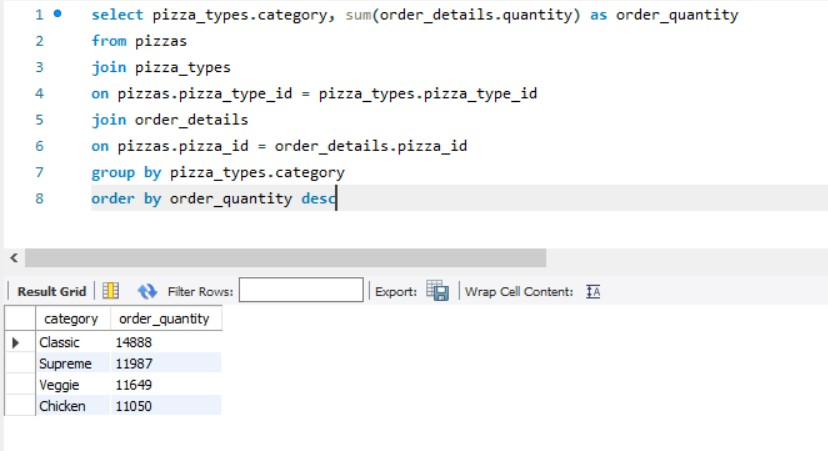 1 select pizza_types.category, sum(order_details.quantity) as order_quantity
2 from pizzas
3 join pizza_types
4 on pizzas.pizza_type_id = pizza_types.pizza_type_id
5 join order_details
6 on pizzas.pizza_id = order_details.pizza_id
7 group by pizza_types.category
8 order by order_quantity desc
Result Grid Filter Rows: Export: Wrap Cell Content: IA
category order_quantity
Classic 14888
Supreme 11987
Veggie 11649
Chicken 11050